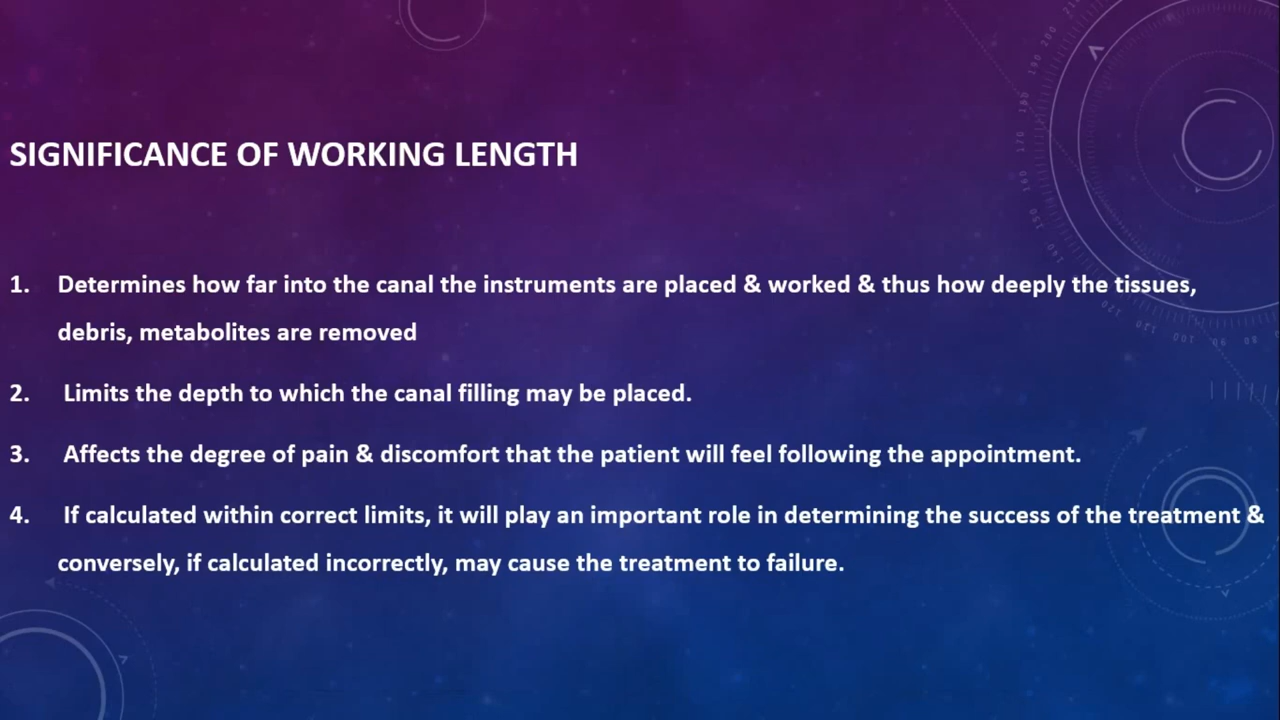 SIGNIFICANCE OF WORKING LENGTH
1. Determines how far into the canal the instruments are placed & worked & thus how deeply the tissues,
debris, metabolites are removed
2. Limits the depth to which the canal filling may be placed.
3. Affects the degree of pain & discomfort that the patient will feel following the appointment.
4. If calculated within correct limits, it will play an important role in determining the success of the treatment &
conversely, if calculated incorrectly, may cause the treatment to failure.